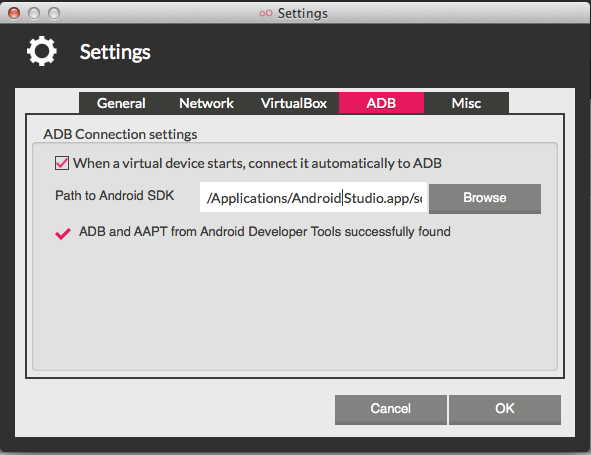 Settings
Settings
General Network VirtualBox ADB Misc
ADB Connection settings
When a virtual device starts, connect it automatically to ADB
Path to Android SDK /Applications/Android Studio.app/s Browse
ADB and AAPT from Android Developer Tools successfully found
Cancel OK